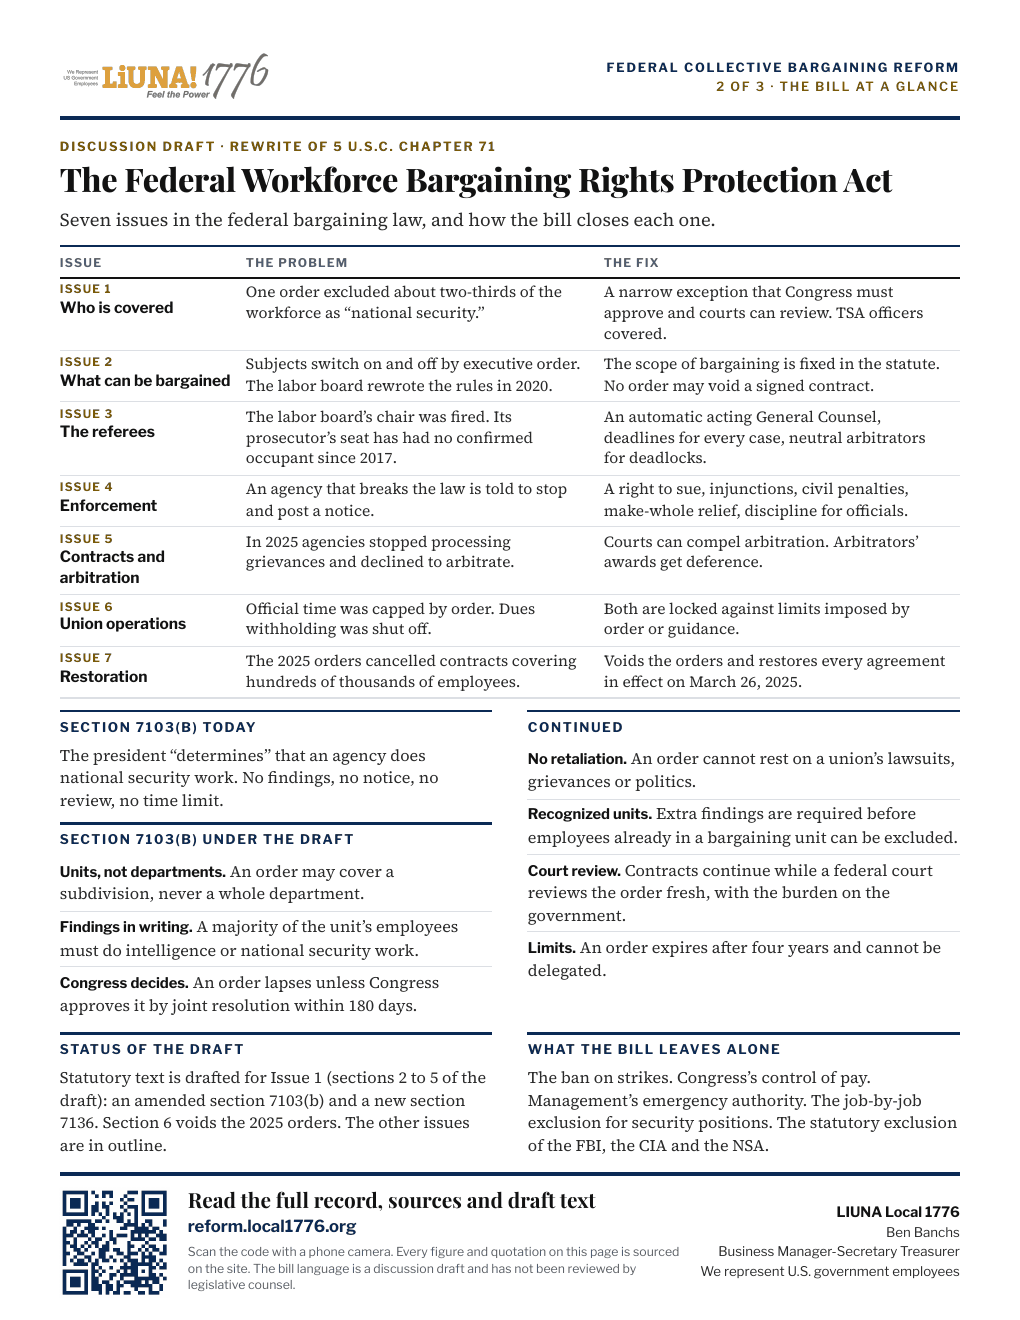 We Represent
US Government
Employees
LiUNA! 1776
Feel the Power
FEDERAL COLLECTIVE BARGAINING REFORM
2 OF 3 · THE BILL AT A GLANCE
DISCUSSION DRAFT · REWRITE OF 5 U.S.C. CHAPTER 71
The Federal Workforce Bargaining Rights Protection Act
Seven issues in the federal bargaining law, and how the bill closes each one.
ISSUE
THE PROBLEM
THE FIX
ISSUE 1
Who is covered
One order excluded about two-thirds of the
workforce as “national security.”
A narrow exception that Congress must
approve and courts can review. TSA officers
covered.
ISSUE 2
What can be bargained
Subjects switch on and off by executive order.
The labor board rewrote the rules in 2020.
The scope of bargaining is fixed in the statute.
No order may void a signed contract.
ISSUE 3
The referees
The labor board’s chair was fired. Its
prosecutor’s seat has had no confirmed
occupant since 2017.
An automatic acting General Counsel,
deadlines for every case, neutral arbitrators
for deadlocks.
ISSUE 4
Enforcement
An agency that breaks the law is told to stop
and post a notice.
A right to sue, injunctions, civil penalties,
make-whole relief, discipline for officials.
ISSUE 5
Contracts and
arbitration
In 2025 agencies stopped processing
grievances and declined to arbitrate.
Courts can compel arbitration. Arbitrators’
awards get deference.
ISSUE 6
Union operations
Official time was capped by order. Dues
withholding was shut off.
Both are locked against limits imposed by
order or guidance.
ISSUE 7
Restoration
The 2025 orders cancelled contracts covering
hundreds of thousands of employees.
Voids the orders and restores every agreement
in effect on March 26, 2025.
SECTION 7103(B) TODAY
The president “determines” that an agency does
national security work. No findings, no notice, no
review, no time limit.
SECTION 7103(B) UNDER THE DRAFT
Units, not departments. An order may cover a
subdivision, never a whole department.
Findings in writing. A majority of the unit’s employees
must do intelligence or national security work.
Congress decides. An order lapses unless Congress
approves it by joint resolution within 180 days.
CONTINUED
No retaliation. An order cannot rest on a union’s lawsuits,
grievances or politics.
Recognized units. Extra findings are required before
employees already in a bargaining unit can be excluded.
Court review. Contracts continue while a federal court
reviews the order fresh, with the burden on the
government.
Limits. An order expires after four years and cannot be
delegated.
STATUS OF THE DRAFT
Statutory text is drafted for Issue 1 (sections 2 to 5 of the
draft): an amended section 7103(b) and a new section
7136. Section 6 voids the 2025 orders. The other issues
are in outline.
WHAT THE BILL LEAVES ALONE
The ban on strikes. Congress’s control of pay.
Management’s emergency authority. The job-by-job
exclusion for security positions. The statutory exclusion
of the FBI, the CIA and the NSA.
Read the full record, sources and draft text
reform.local1776.org
Scan the code with a phone camera. Every figure and quotation on this page is sourced
on the site. The bill language is a discussion draft and has not been reviewed by
legislative counsel.
LIUNA Local 1776
Ben Banchs
Business Manager-Secretary Treasurer
We represent U.S. government employees